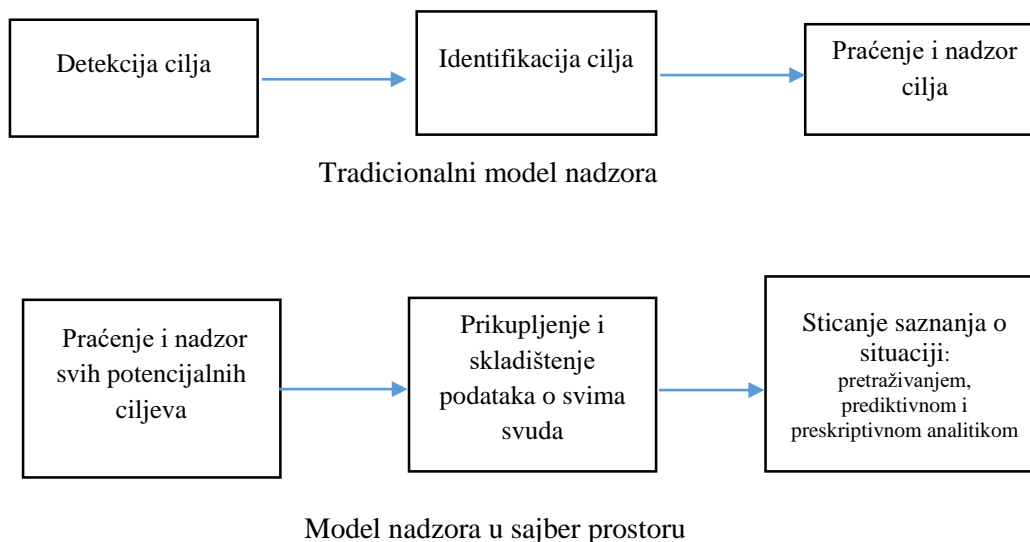 Detekcija cilja
Identifikacija cilja
Praćenje i nadzor
cilja
Tradicionalni model nadzora
Praćenje i nadzor
svih potencijalnih
ciljeva
Prikupljenje i
skladištenje
podataka o svima
svuda
Sticanje saznanja o
situaciji:
pretraživanjem,
prediktivnom i
preskriptivnom analitikom
Model nadzora u sajber prostoru